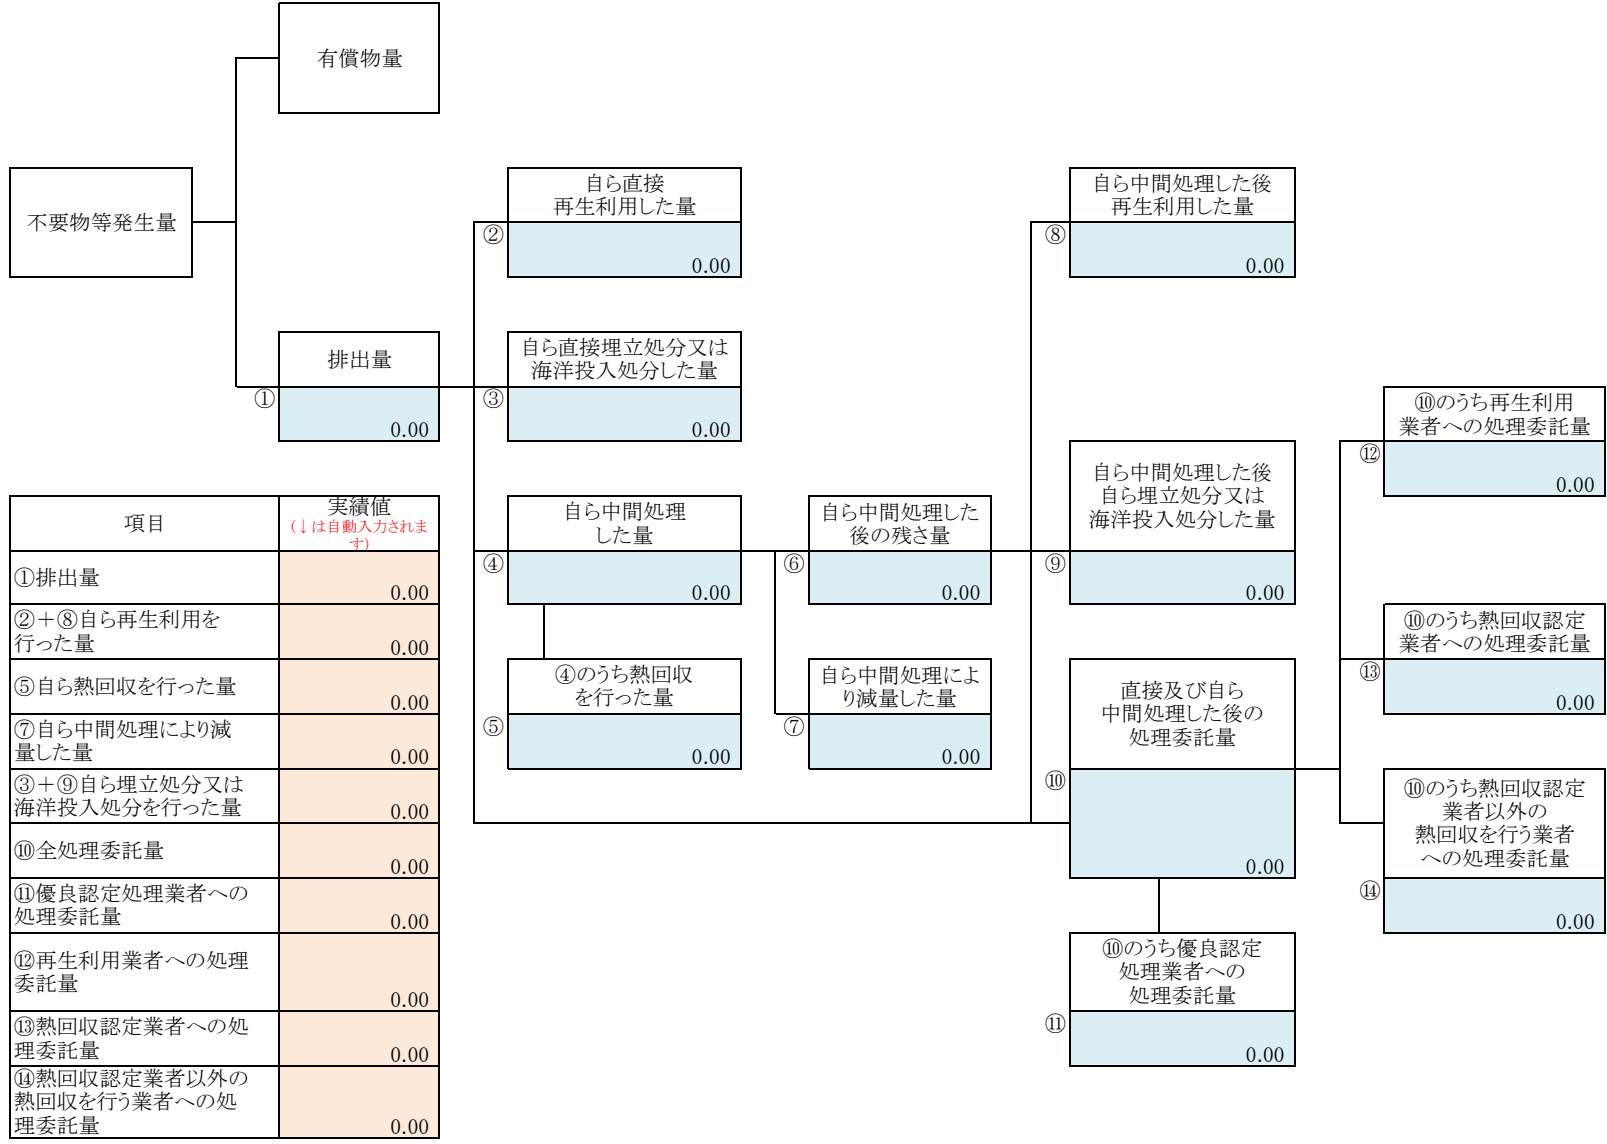 有償物量
不要物等発生量
自ら直接
再生利用した量
②
0.00
自ら中間処理した後
再生利用した量
⑧
0.00
排出量
①
0.00
自ら直接埋立処分又は
海洋投入処分した量
③
0.00
⑩のうち再生利用
業者への処理委託量
⑫
0.00
自ら中間処理
した量
④
0.00
自ら中間処理した
後の残さ量
⑥
0.00
自ら中間処理した後
自ら埋立処分又は
海洋投入処分した量
⑨
0.00
⑩のうち熱回収認定
業者への処理委託量
⑬
0.00
④のうち熱回収
を行った量
⑤
0.00
自ら中間処理によ
り減量した量
⑦
0.00
直接及び自ら
中間処理した後の
処理委託量
⑩
0.00
⑩のうち熱回収認定
業者以外の
熱回収を行う業者
への処理委託量
⑭
0.00
⑩のうち優良認定
処理業者への
処理委託量
⑪
0.00
項目
実績値
(↓は自動入力されま
す)
①排出量
0.00
②＋⑧自ら再生利用を
行った量
0.00
⑤自ら熱回収を行った量
0.00
⑦自ら中間処理により減
量した量
0.00
③＋⑨自ら埋立処分又は
海洋投入処分を行った量
0.00
⑩全処理委託量
0.00
⑪優良認定処理業者への
処理委託量
0.00
⑫再生利用業者への処理
委託量
0.00
⑬熱回収認定業者への処
理委託量
0.00
⑭熱回収認定業者以外の
熱回収を行う業者への処
理委託量
0.00